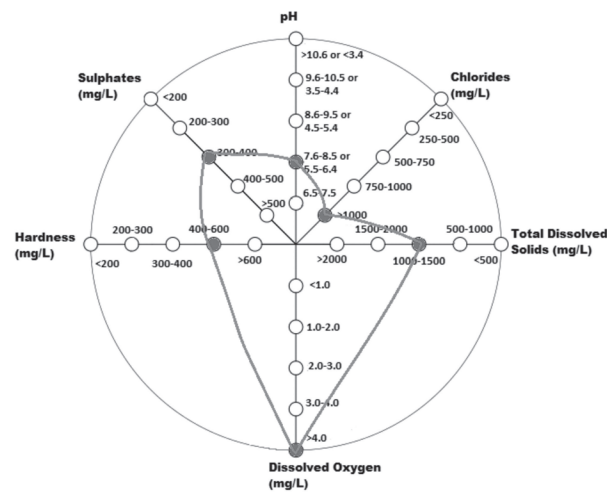 pH
>10.6 or <3.4
9.6-10.5 or
3.5-4.4
8.6-9.5 or
4.5-5.4
7.6-8.5 or
5.5-6.4
6.5-7.5
Sulphates
(mg/L)
<200
200-300
300-400
400-500
>500
Chlorides
(mg/L)
<250
250-500
500-750
750-1000
>1000
Hardness
(mg/L)
<200
200-300
300-400
400-600
>600
Total Dissolved
Solids (mg/L)
>2000
1500-2000
1000-1500
500-1000
<500
<1.0
1.0-2.0
2.0-3.0
3.0-4.0
>4.0
Dissolved Oxygen
(mg/L)